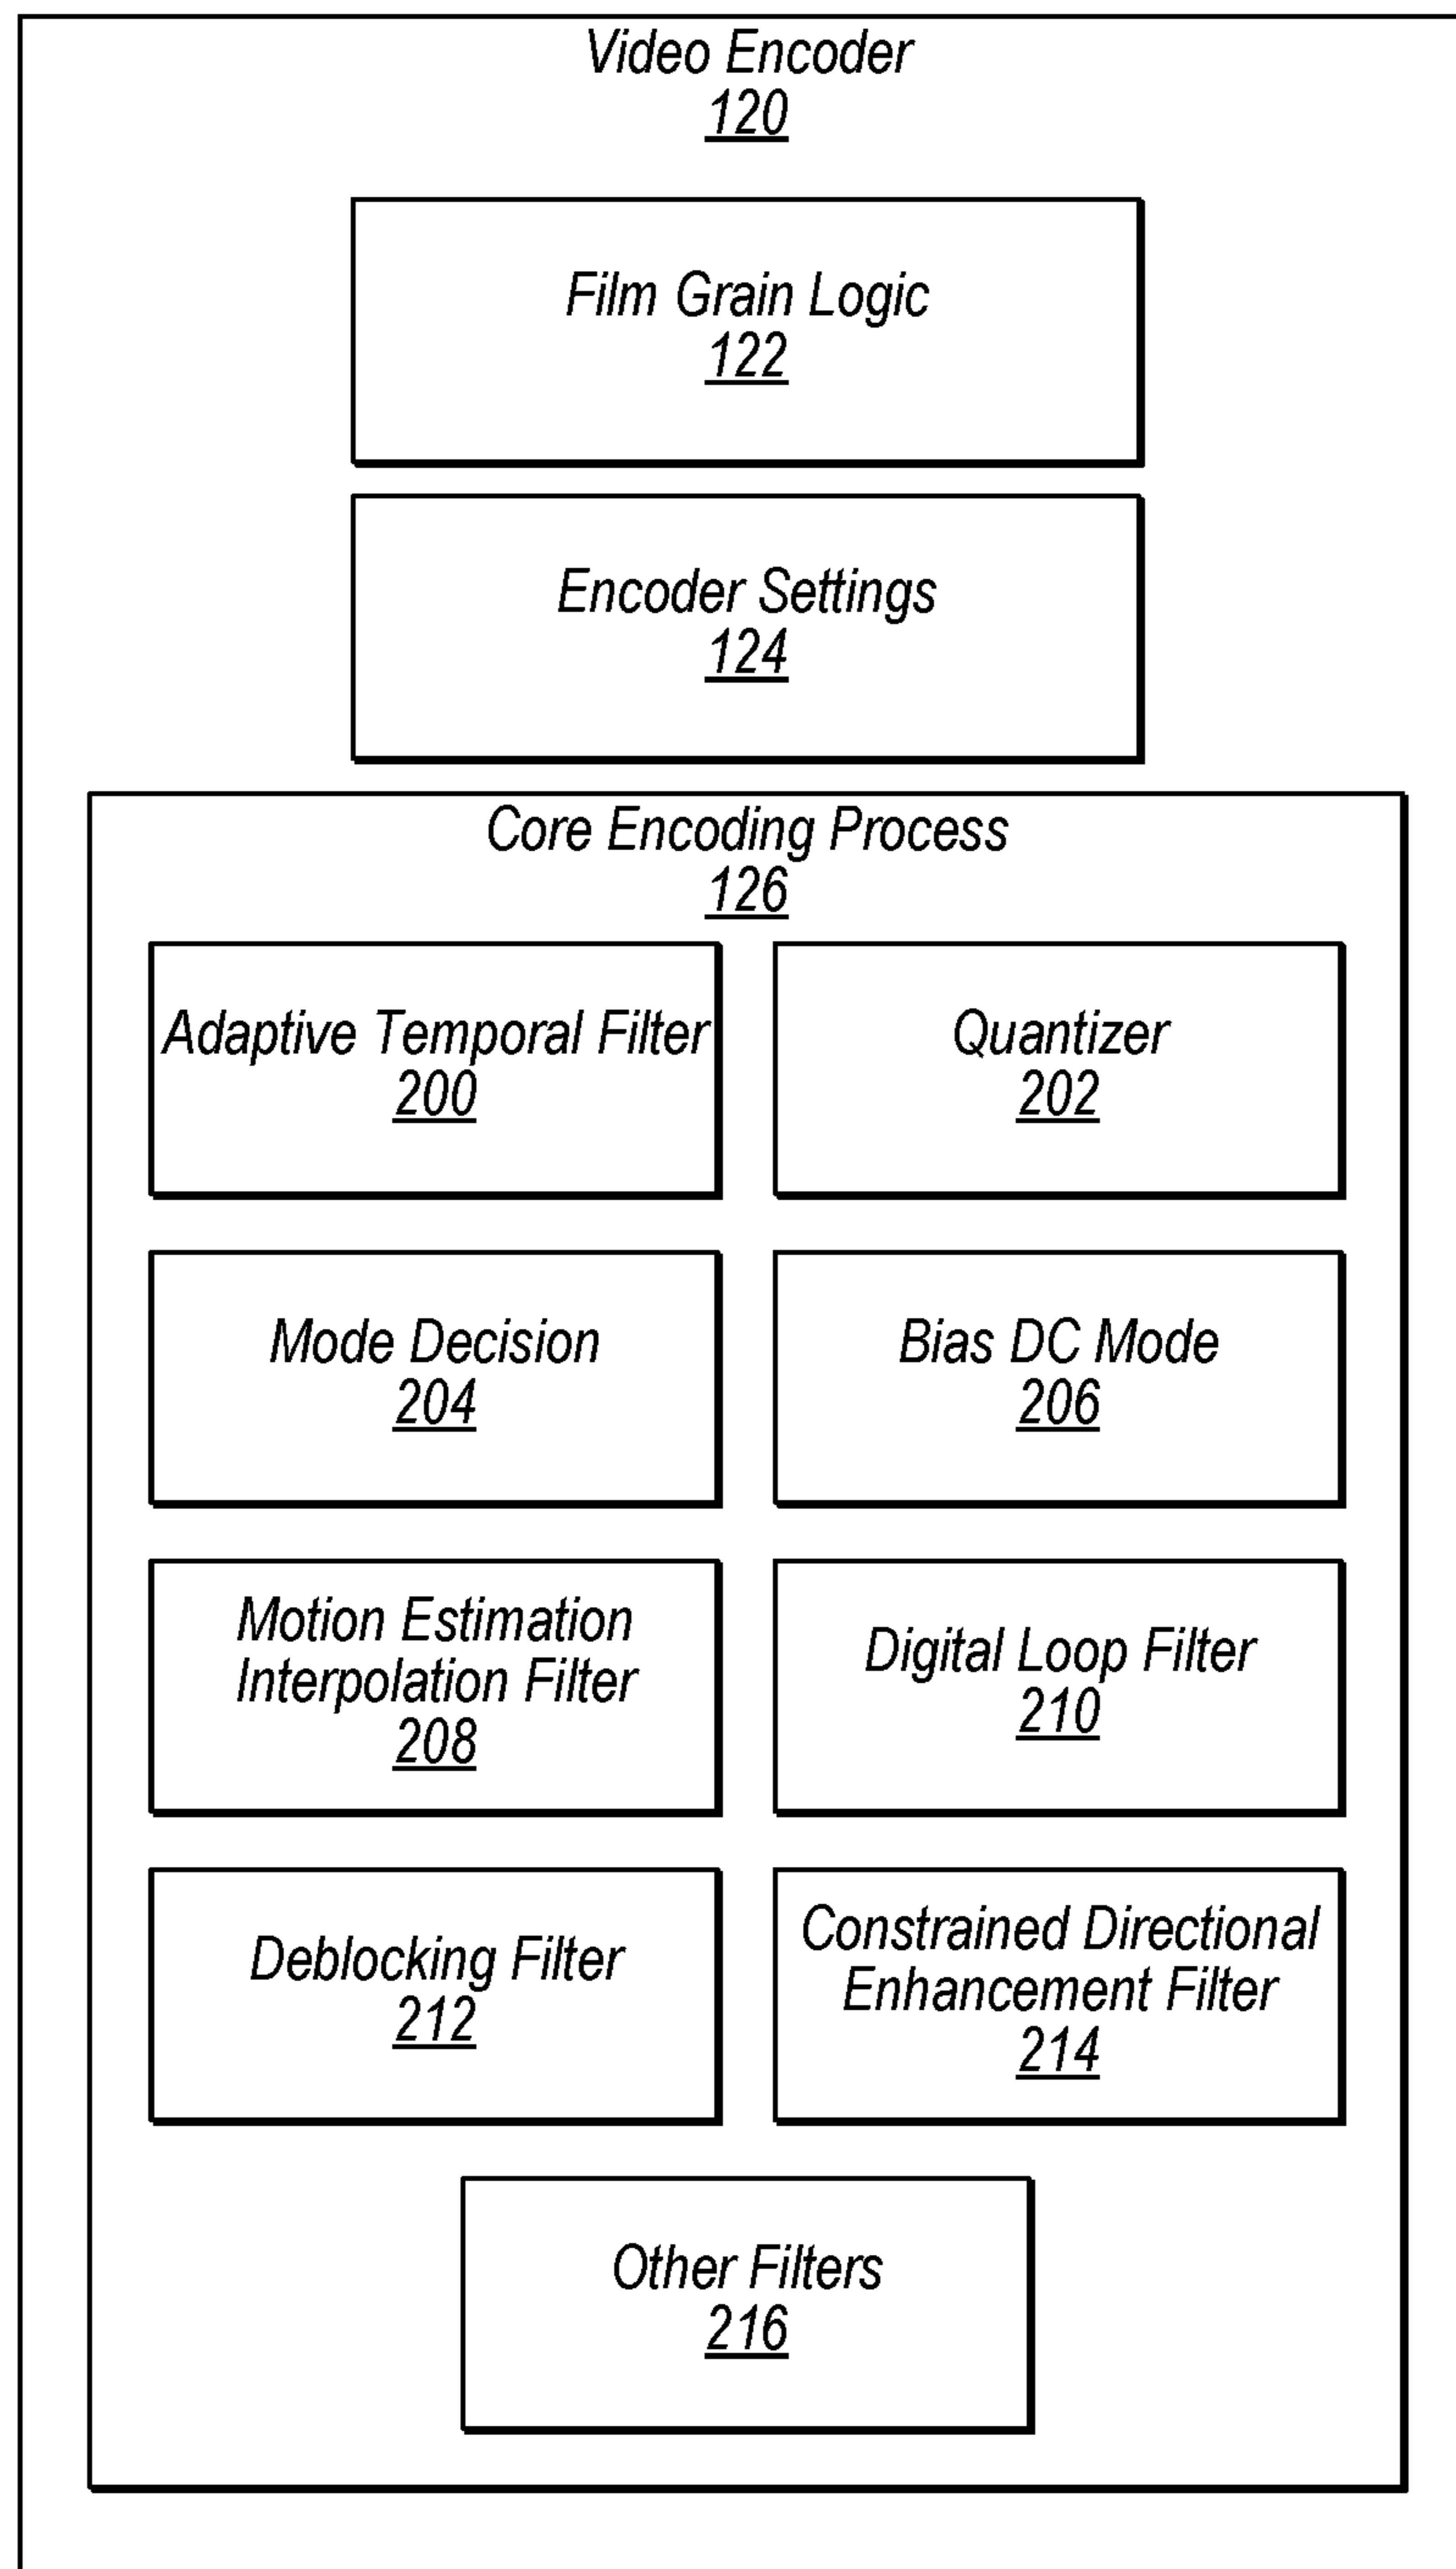 Video Encoder
120
Film Grain Logic
122
Encoder Settings
124
Core Encoding Process
126
Adaptive Temporal Filter
200
Quantizer
202
Mode Decision
204
Bias DC Mode
206
Motion Estimation
Interpolation Filter
208
Digital Loop Filter
210
Deblocking Filter
212
Constrained Directional
Enhancement Filter
214
Other Filters
216